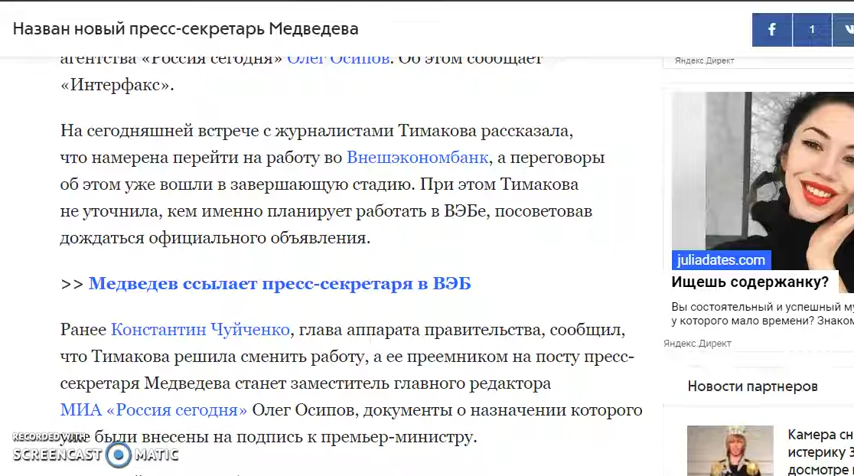 Назван новый пресс-секретарь Медведева
f
1
агентства «Россия сегодня» Олег Осипов. Об этом сообщает
«Интерфакс».
На сегодняшней встрече с журналистами Тимакова рассказала,
что намерена перейти на работу во Внешэкономбанк, а переговоры
об этом уже вошли в завершающую стадию. При этом Тимакова
не уточнила, кем именно планирует работать в ВЭБе, посоветовав
дождаться официального объявления.
>> Медведев ссылает пресс-секретаря в ВЭБ
Ранее Константин Чуйченко, глава аппарата правительства, сообщил,
что Тимакова решила сменить работу, а ее преемником на посту пресс-
секретаря Медведева станет заместитель главного редактора
МИА «Россия сегодня» Олег Осипов, документы о назначении которого
уже были внесены на подпись к премьер-министру.
Яндекс.Директ
juliadates.com
Ищешь содержанку?
Вы состоятельный и успешный му
у которого мало времени? Знаком
Яндекс.Директ
Новости партнеров
Камера сн
истерику З
досмотре
RECORDED WITH
SCREENCAST MATIC